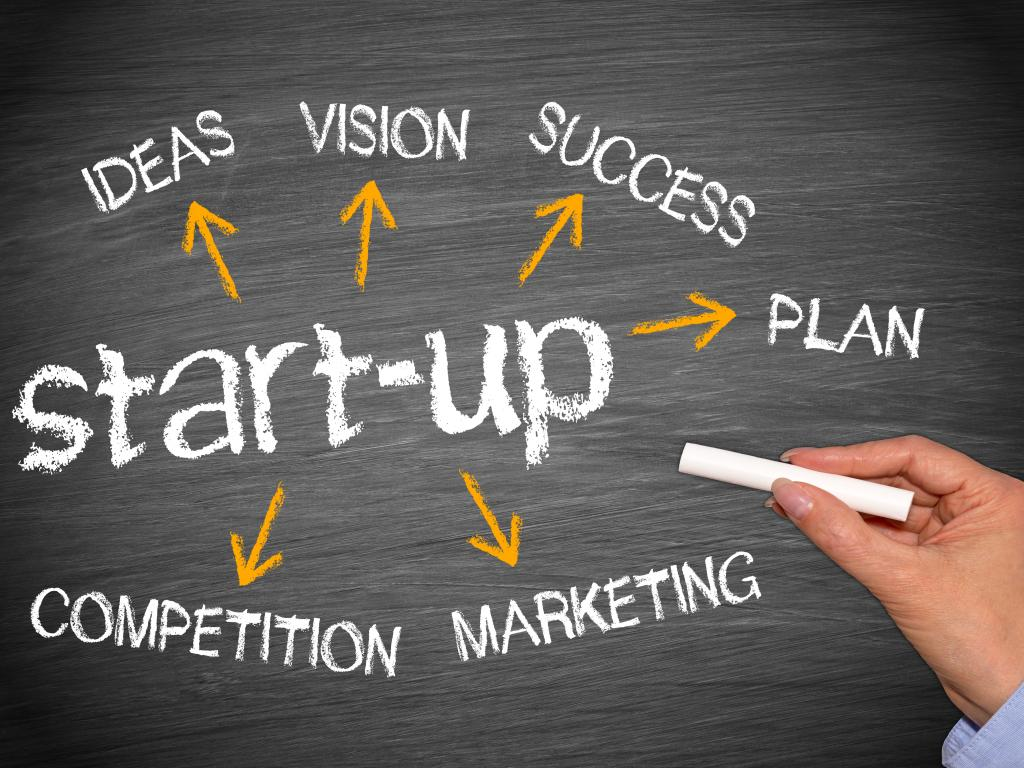 IDEAS
VISION
SUCCESS
PLAN
start-up
COMPETITION
MARKETING